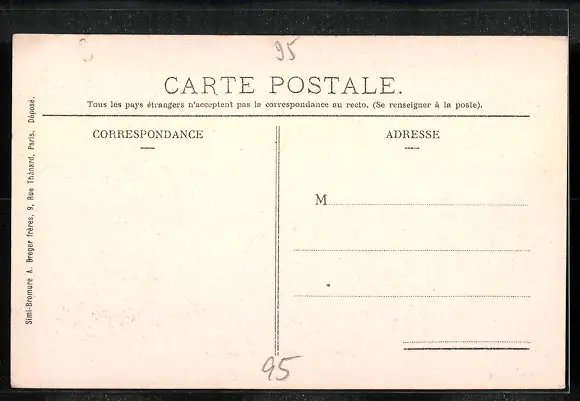 95
CARTE POSTALE.
Tous les pays étrangers n'acceptent pas la correspondance au recto. (Se renseigner à la poste).
CORRESPONDANCE
ADRESSE
M
Simi-Bromure A. Breger frères, 9, Rue Thénard, Paris. Déposé.
95